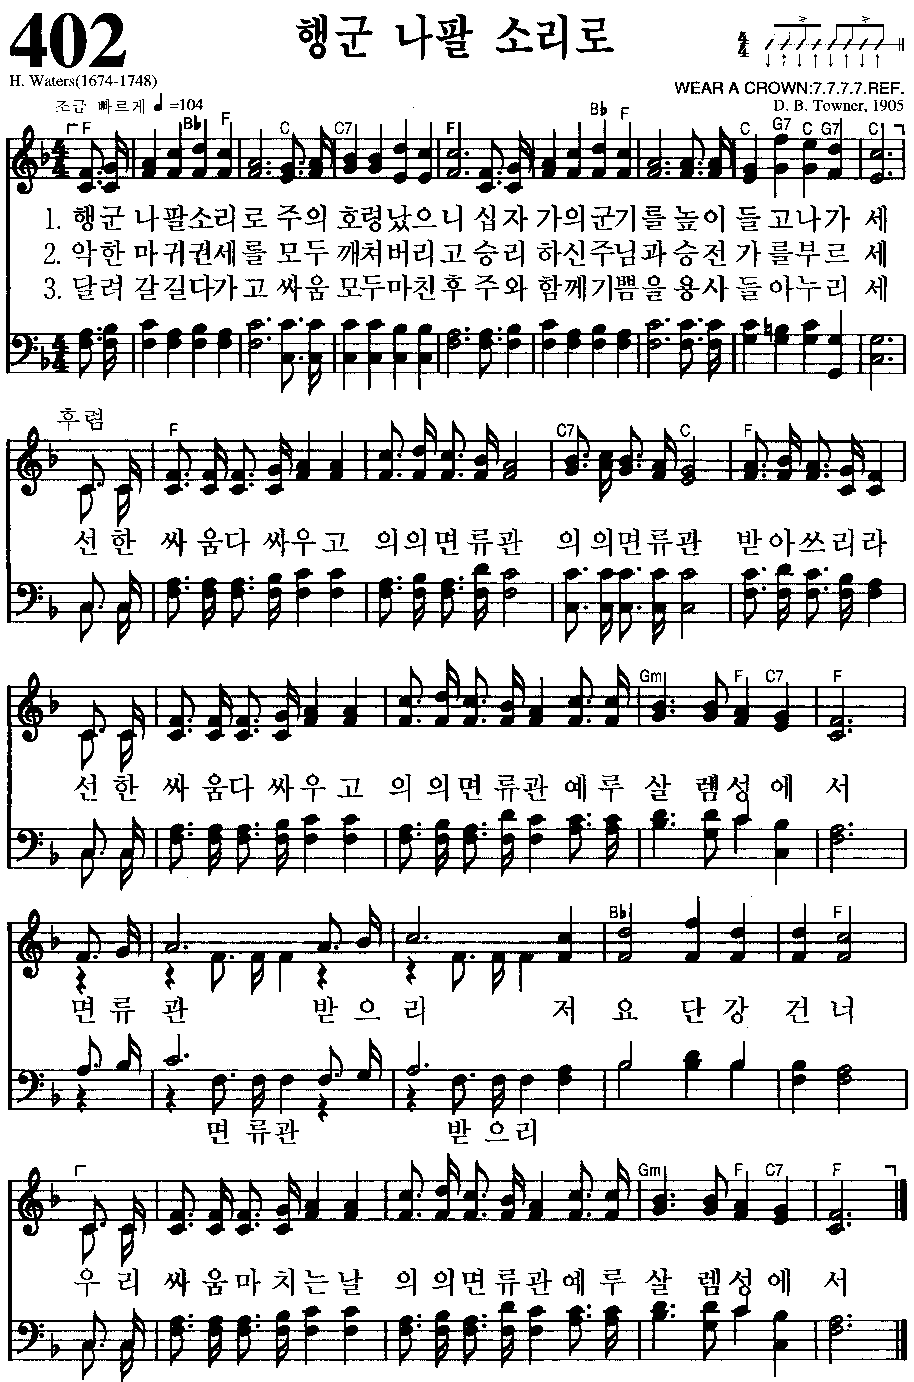 402
행군 나팔 소리로
H. Waters(1674-1748)
WEAR A CROWN:7.7.7.7.REF.
조금 빠르게 ♩=104
D. B. Towner, 1905
F B♭ F C C7 F B♭ F C G7 C G7 C
1. 행군 나팔소리로 주의 호령났으니 십자 가의군기를 높이 들 고나가 세
2. 악한 마귀권세를 모두 깨쳐버리고 승리 하신주님과 승전 가를부르 세
3. 달려 갈길다가고 싸움 모두마친후 주와 함께기쁨을 용사 들아누리 세
후렴
F C7 C F
선한 싸움다 싸우고 의의면류관 의의면류관 받아쓰리라
Gm F C7 F
선한 싸움다 싸우고 의의면류관 예루 살렘성에 서
B♭ F
면류 관 받으 리 저 요 단강 건너
면류관 받으리
Gm F C7 F
우리 싸움마 치는날 의의면류관예루 살 렘성에 서